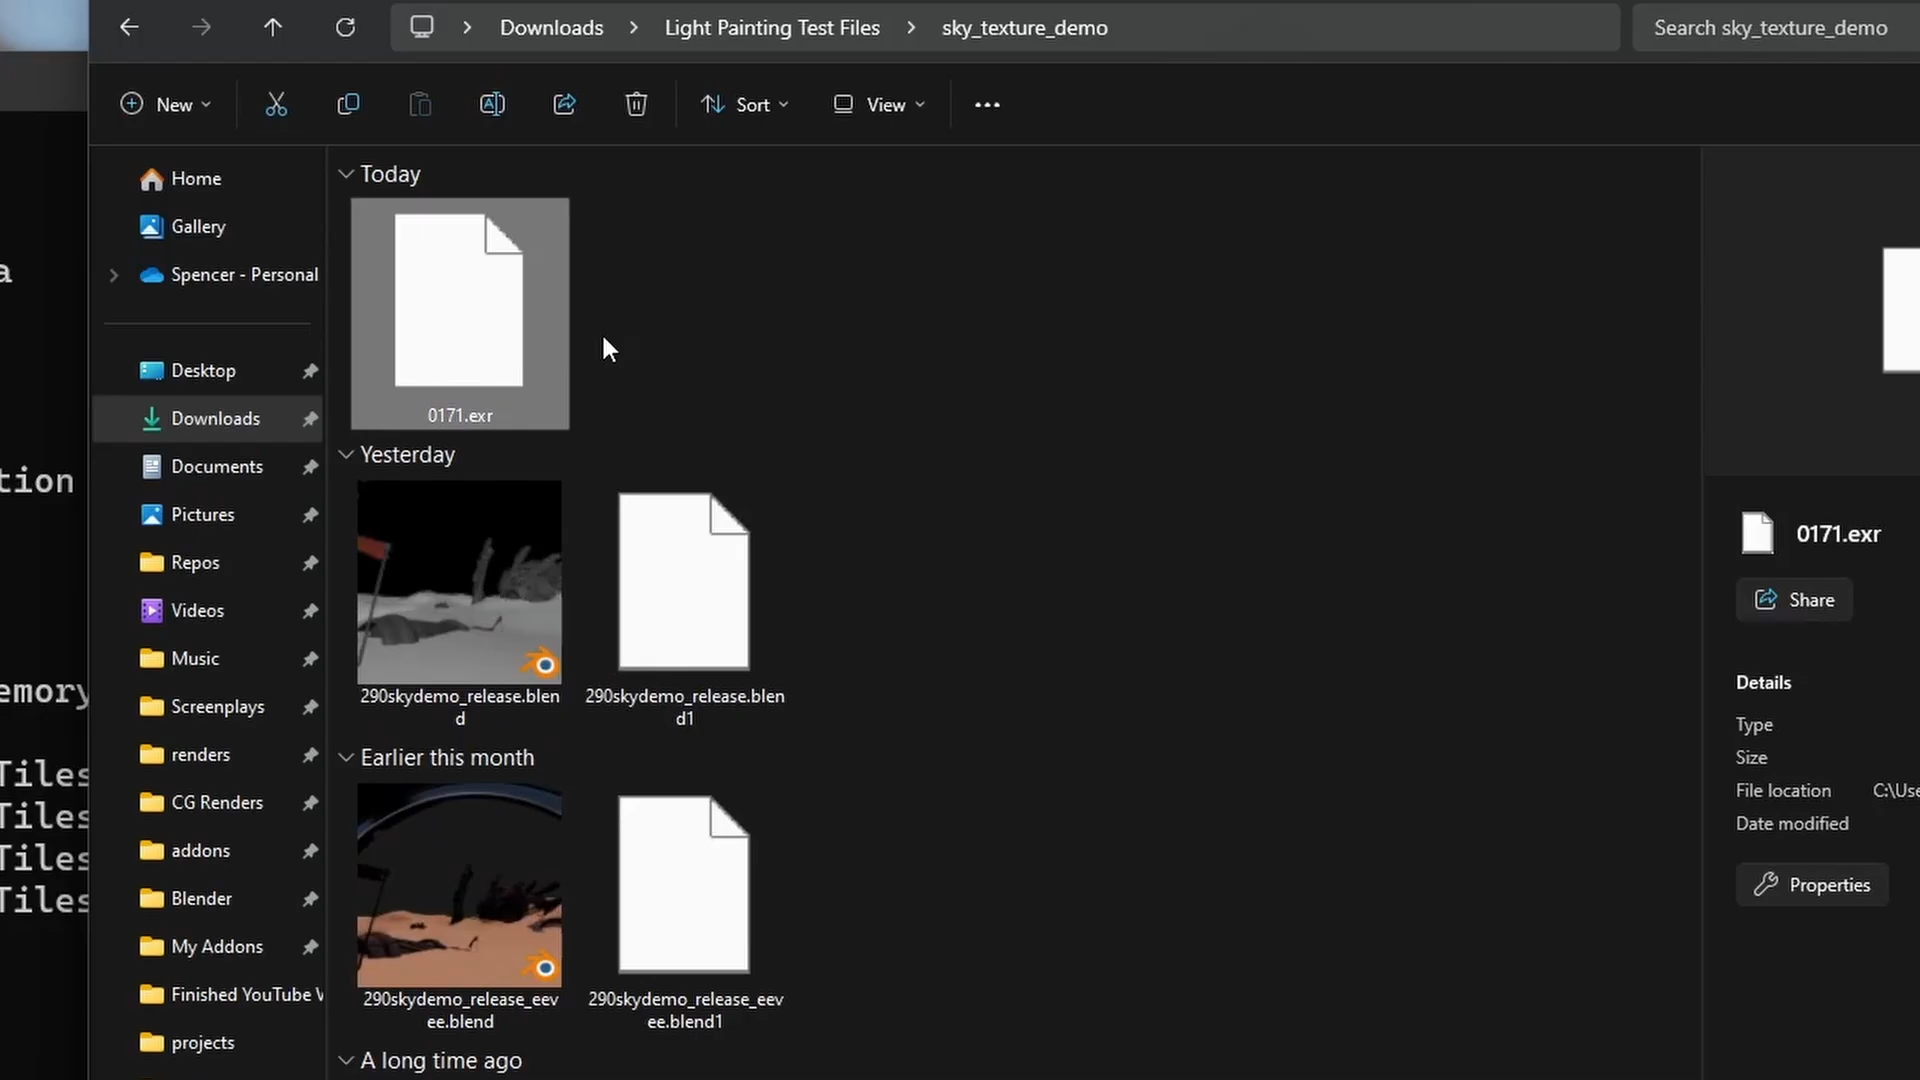 Downloads
Light Painting Test Files
sky_texture_demo
Search sky_texture_demo
New
Sort
View
Home
Gallery
Spencer - Personal
Desktop
Downloads
Documents
Pictures
Repos
Videos
Music
Screenplays
renders
CG Renders
addons
Blender
My Addons
Finished YouTube V
projects
Today
0171.exr
Yesterday
290skydemo_release.blen
d
290skydemo_release.blen
d1
Earlier this month
290skydemo_release_eev
ee.blend
290skydemo_release_eev
ee.blend1
A long time ago
0171.exr
Share
Details
Type
Size
File location
C:\Use
Date modified
Properties
a
tion
emory
Tiles
Tiles
Tiles
Tiles